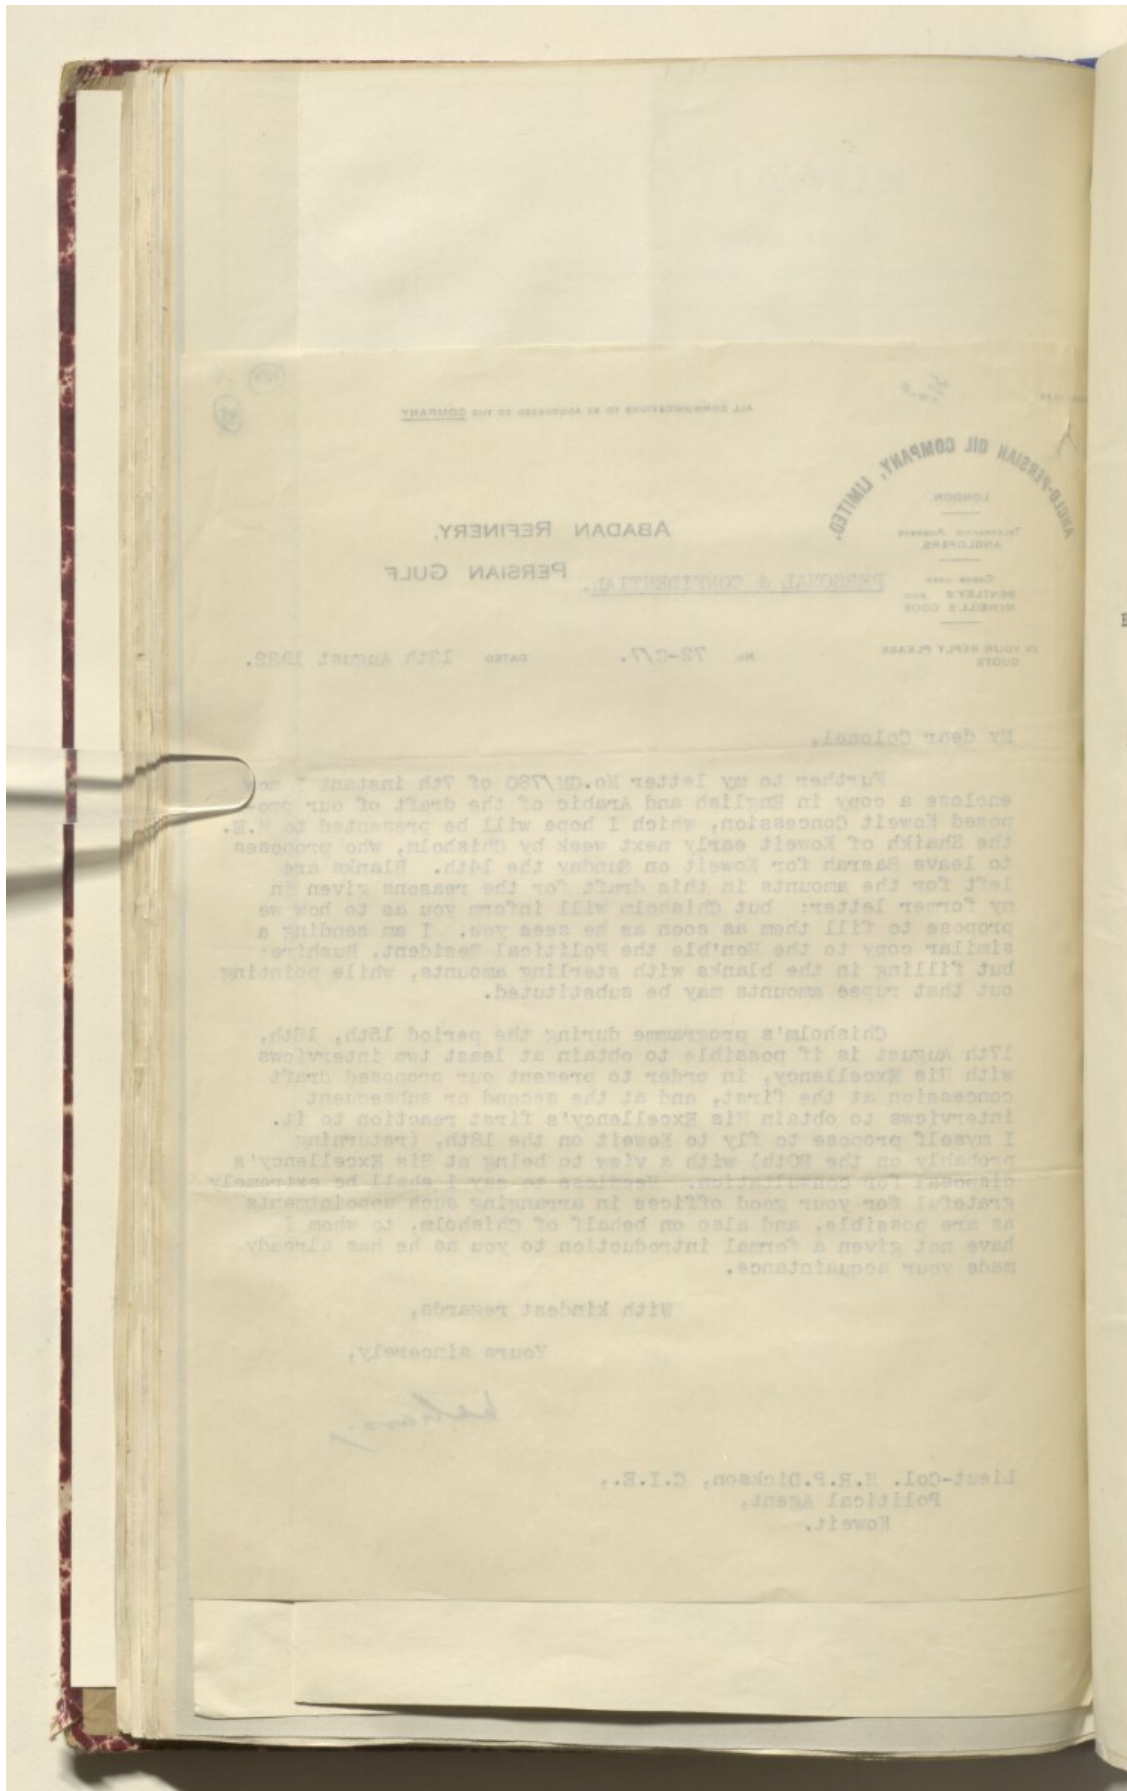 ALL COMMUNICATIONS TO BE ADDRESSED TO THE COMPANY
ANGLO-PERSIAN OIL COMPANY, LIMITED.
LONDON.
TELEGRAPHIC ADDRESS
ANGLOPERS.
CODES USED
BENTLEY'S AND
McNEILL'S CODE
IN YOUR REPLY PLEASE
QUOTE
ABADAN REFINERY,
PERSIAN GULF
PERSONAL & CONFIDENTIAL.
No 72-C/7. DATED 13th August 1932.
My dear Colonel,
Further to my letter No.GM/780 of 7th instant I now
enclose a copy in English and Arabic of the draft of our pro-
posed Koweit Concession, which I hope will be presented to H.E.
the Shaikh of Koweit early next week by Chisholm, who proposes
to leave Basrah for Koweit on Sunday the 14th. Blanks are
left for the amounts in this draft for the reasons given in
my former letter: but Chisholm will inform you as to how we
propose to fill them as soon as he sees you. I am sending a
similar copy to the Hon'ble the Political Resident, Bushire:
but filling in the blanks with sterling amounts, while pointing
out that rupee amounts may be substituted.
Chisholm's programme during the period 15th, 16th,
17th August is if possible to obtain at least two interviews
with His Excellency, in order to present our proposed draft
concession at the first, and at the second or subsequent
interviews to obtain His Excellency's first reaction to it.
I myself propose to fly to Koweit on the 18th, (returning
probably on the 20th) with a view to being at His Excellency's
disposal for consultation. Needless to say I shall be extremely
grateful for your good offices in arranging such appointments
as are possible, and also on behalf of Chisholm, to whom I
have not given a formal introduction to you as he has already
made your acquaintance.
With kindest regards,
Yours sincerely,
Lieut-Col. H.R.P.Dickson, C.I.E.,
Political Agent,
Koweit.